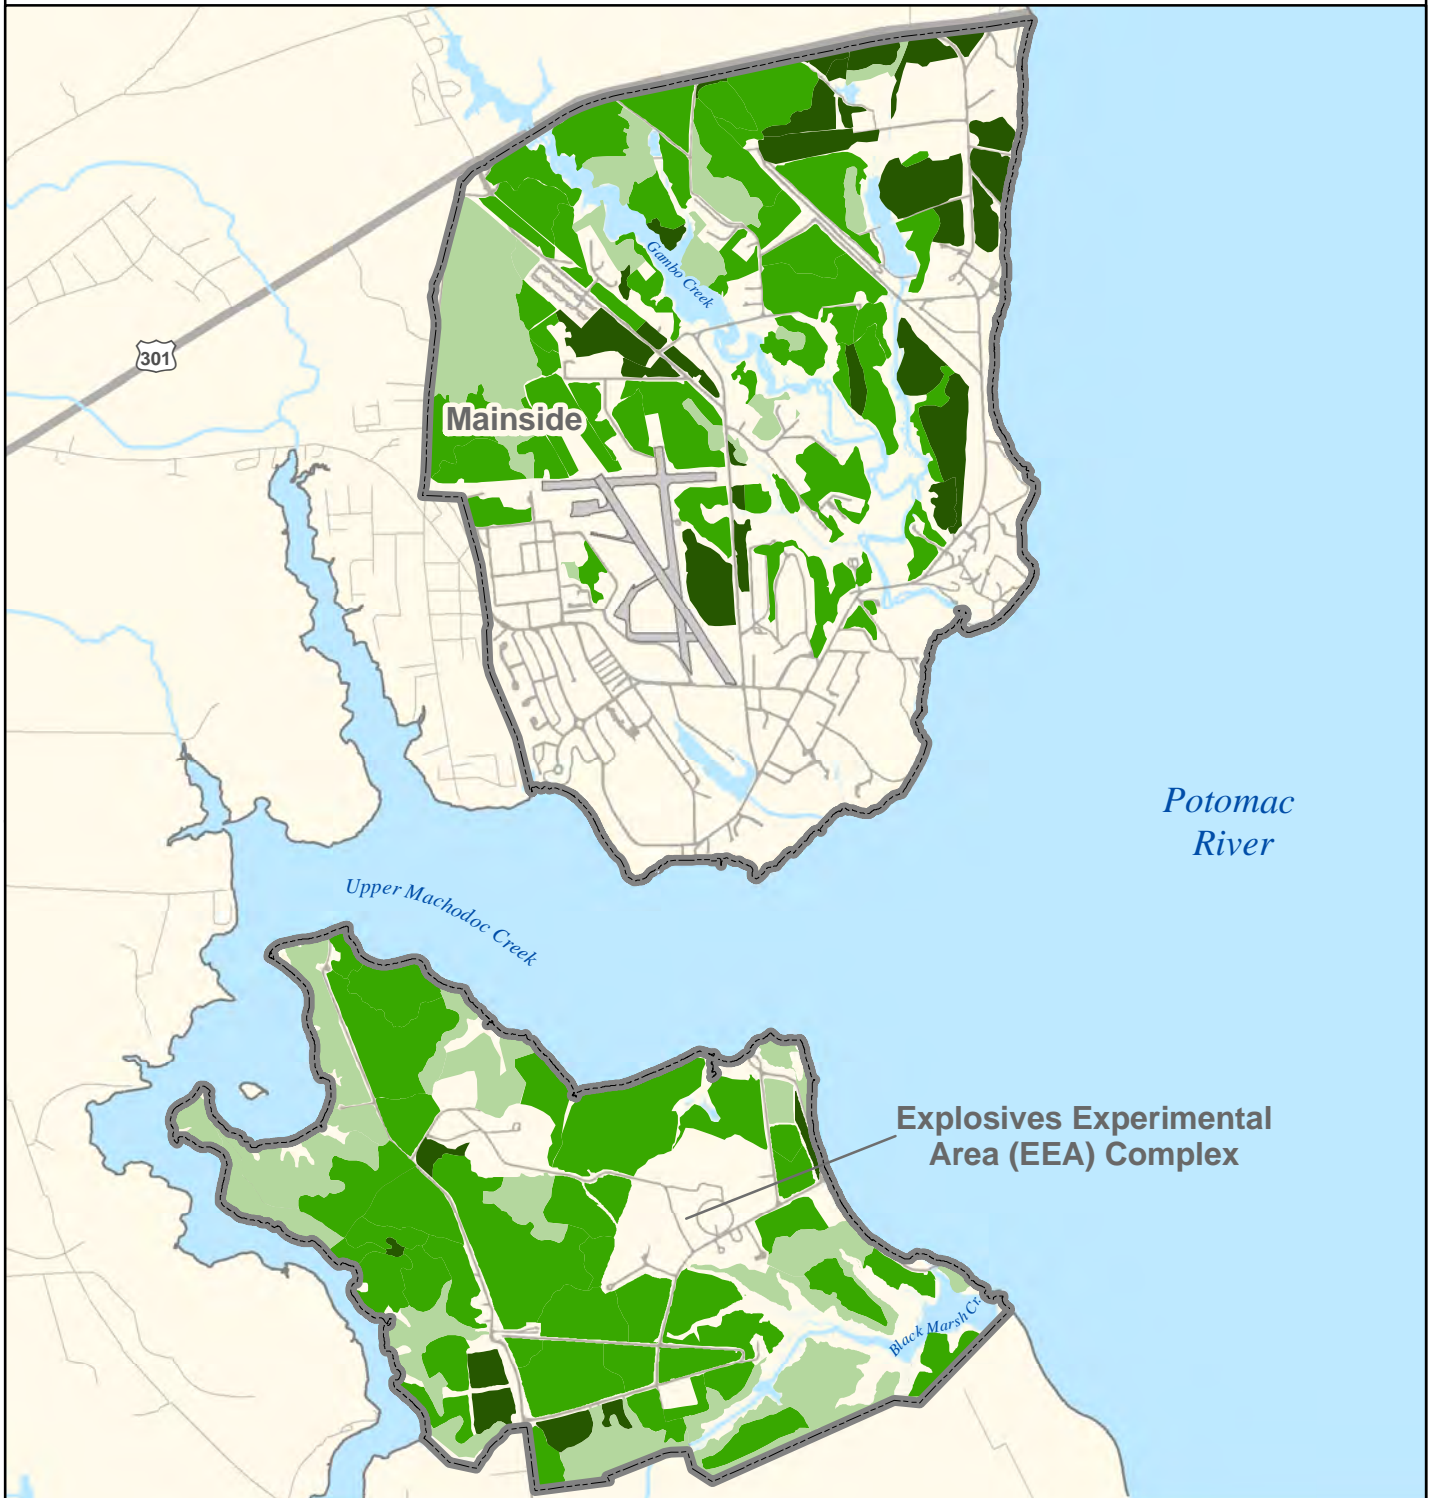 Gambo Creek
301
Mainside
Potomac
River
Upper Machodoc Creek
Explosives Experimental
Area (EEA) Complex
Black Marsh Cr.